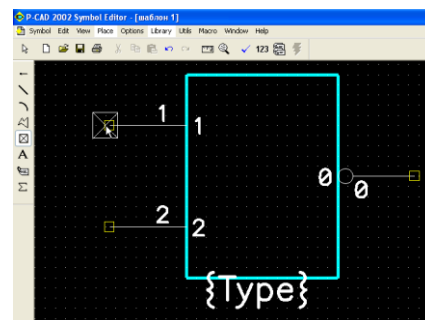 P-CAD 2002 Symbol Editor - [шаблон 1]
Symbol Edit View Place Options Library Utils Macro Window Help
123
A
Σ
1
1
0
0
2
2
{Type}